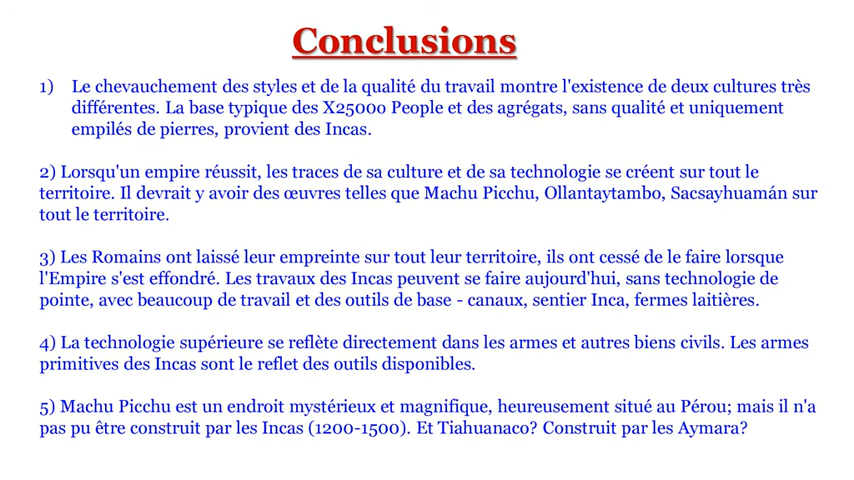 Conclusions
1) Le chevauchement des styles et de la qualité du travail montre l'existence de deux cultures très
différentes. La base typique des X2500o People et des agrégats, sans qualité et uniquement
empilés de pierres, provient des Incas.
2) Lorsqu'un empire réussit, les traces de sa culture et de sa technologie se créent sur tout le
territoire. Il devrait y avoir des œuvres telles que Machu Picchu, Ollantaytambo, Sacsayhuamán sur
tout le territoire.
3) Les Romains ont laissé leur empreinte sur tout leur territoire, ils ont cessé de le faire lorsque
l'Empire s'est effondré. Les travaux des Incas peuvent se faire aujourd'hui, sans technologie de
pointe, avec beaucoup de travail et des outils de base - canaux, sentier Inca, fermes laitières.
4) La technologie supérieure se reflète directement dans les armes et autres biens civils. Les armes
primitives des Incas sont le reflet des outils disponibles.
5) Machu Picchu est un endroit mystérieux et magnifique, heureusement situé au Pérou; mais il n'a
pas pu être construit par les Incas (1200-1500). Et Tiahuanaco? Construit par les Aymara?